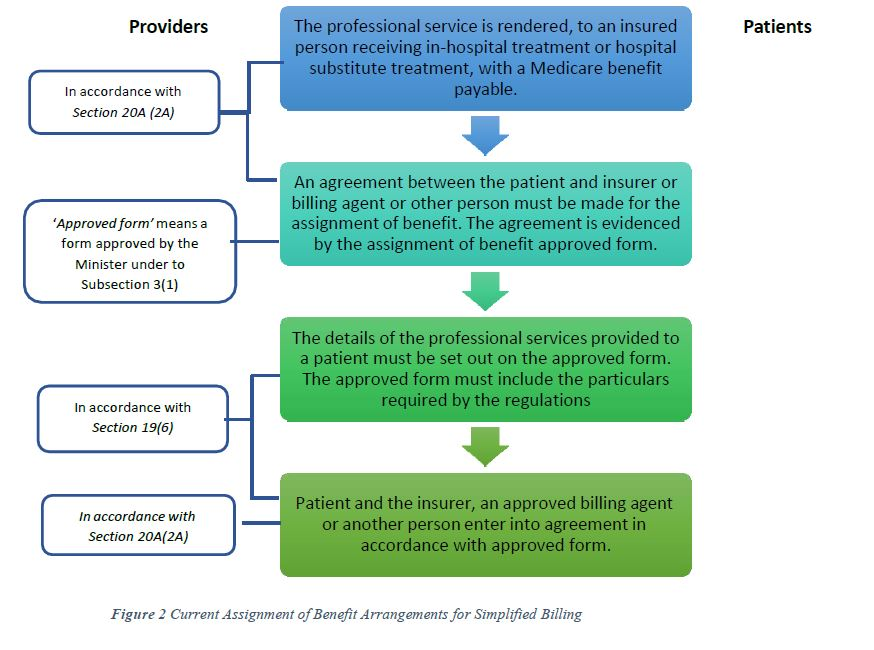 Providers
Patients
The professional service is rendered, to an insured
person receiving in-hospital treatment or hospital
substitute treatment, with a Medicare benefit
payable.
In accordance with
Section 20A (2A)
An agreement between the patient and insurer or
billing agent or other person must be made for the
assignment of benefit. The agreement is evidenced
by the assignment of benefit approved form.
‘Approved form’ means a
form approved by the
Minister under to
Subsection 3(1)
The details of the professional services provided to
a patient must be set out on the approved form.
The approved form must include the particulars
required by the regulations
In accordance with
Section 19(6)
Patient and the insurer, an approved billing agent
or another person enter into agreement in
accordance with approved form.
In accordance with
Section 20A(2A)
Figure 2 Current Assignment of Benefit Arrangements for Simplified Billing